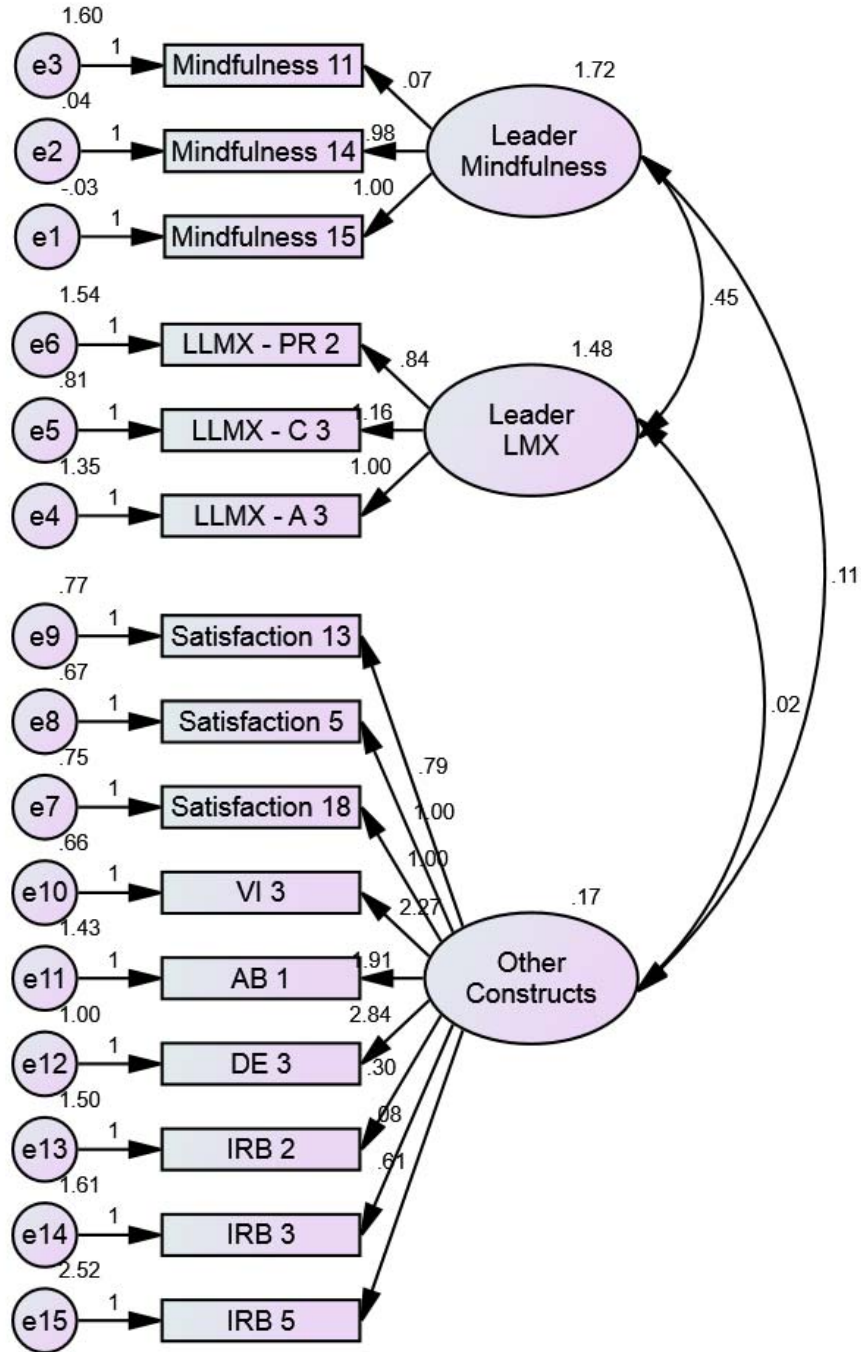 1.60
e3
1
Mindfulness 11
.07
1.72
.04
e2
1
Mindfulness 14
.98
Leader
Mindfulness
-.03
e1
1
Mindfulness 15
1.00
.45
1.54
e6
1
LLMX - PR 2
.84
1.48
.81
e5
1
LLMX - C 3
1.16
Leader
LMX
1.35
e4
1
LLMX - A 3
1.00
.11
.77
e9
1
Satisfaction 13
.67
e8
1
Satisfaction 5
.02
.75
e7
1
Satisfaction 18
.79
1.00
1.00
.66
e10
1
VI 3
2.27
.17
1.43
e11
1
AB 1
1.91
Other
Constructs
1.00
e12
1
DE 3
2.84
.30
1.50
e13
1
IRB 2
.08
.61
1.61
e14
1
IRB 3
2.52
e15
1
IRB 5